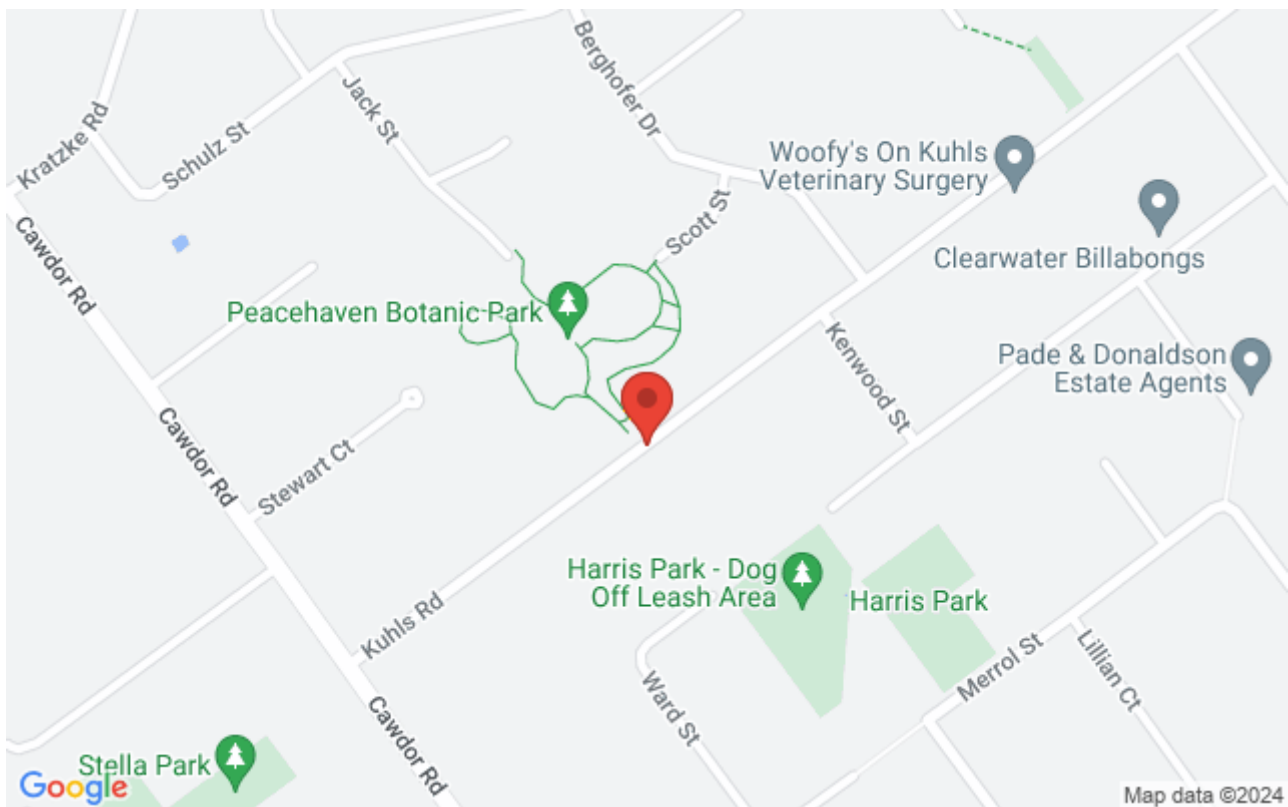 Berghofer Dr
Jack St
Kratzke Rd
Schulz St
Woofy's On Kuhls
Veterinary Surgery
Scott St
Cawdor Rd
Clearwater Billabongs
Peacehaven Botanic Park
Kenwood St
Pade & Donaldson
Estate Agents
Cawdor Rd
Stewart Ct
Harris Park - Dog
Off Leash Area
Harris Park
Kuhls Rd
Merrol St
Lillian Ct
Ward St
Cawdor Rd
Stella Park
Google
Map data ©2024